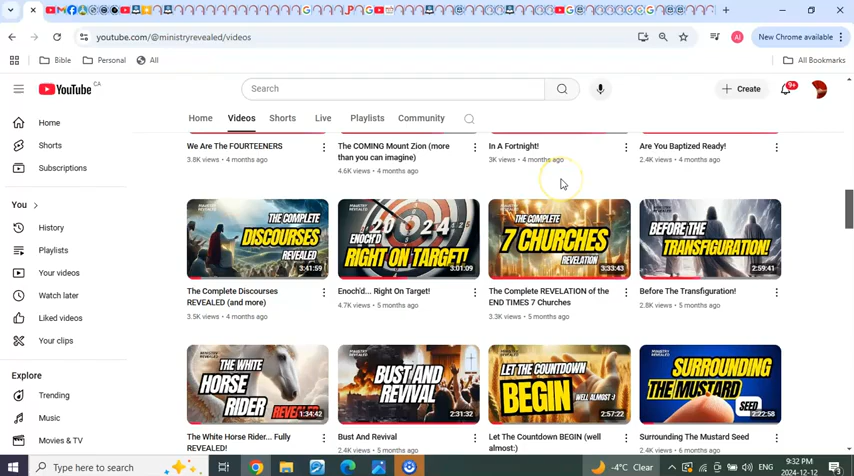 youtube.com/@ministryrevealed/videos
New Chrome available
Bible
Personal
All
All Bookmarks
YouTube CA
Search
Create
9+
Home
Videos
Shorts
Live
Playlists
Community
Home
Shorts
Subscriptions
You
History
Playlists
Your videos
Watch later
Liked videos
Your clips
Explore
Trending
Music
Movies & TV
We Are The FOURTEENERS
3.8K views • 4 months ago
The COMING Mount Zion (more
than you can imagine)
4.6K views • 4 months ago
In A Fortnight!
3K views • 4 months ago
Are You Baptized Ready!
2.4K views • 4 months ago
MINISTRY
REVEALED
THE COMPLETE
DISCOURSES
REVEALED
3:41:59
The Complete Discourses
REVEALED (and more)
3.5K views • 4 months ago
2024
ENOCH'D
RIGHT ON TARGET!
3:01:09
Enoch'd... Right On Target!
4.7K views • 5 months ago
THE COMPLETE
7 CHURCHES
REVELATION
3:33:43
The Complete REVELATION of the
END TIMES 7 Churches
3.3K views • 5 months ago
BEFORE THE
TRANSFIGURATION!
2:59:41
Before The Transfiguration!
2.8K views • 5 months ago
THE WHITE
HORSE
RIDER
REVEALED
1:34:42
The White Horse Rider... Fully
REVEALED!
BUST AND
REVIVAL
2:31:32
Bust And Revival
2.4K views • 5 months ago
LET THE COUNTDOWN
BEGIN
WELL ALMOST:)
2:57:22
Let The Countdown BEGIN (well
almost:)
SURROUNDING
THE MUSTARD
SEED
2:22:58
Surrounding The Mustard Seed
2.4K views • 6 months ago
Type here to search
-4°C Clear
9:32 PM
2024-12-12